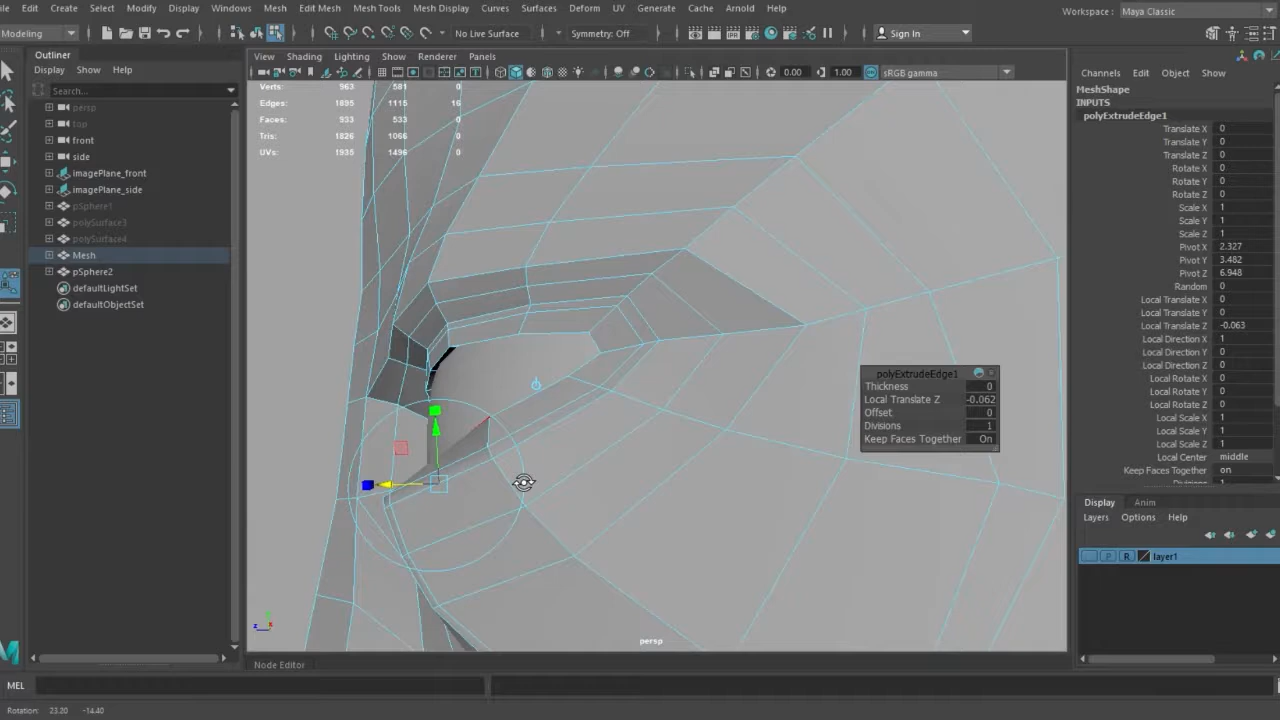 ile Edit Create Select Modify Display Windows Mesh Edit Mesh Mesh Tools Mesh Display Curves Surfaces Deform UV Generate Cache Arnold Help Workspace : Maya Classic
Modeling No Live Surface Symmetry: Off Sign In
Outliner
Display Show Help
Search...
persp
top
front
side
imagePlane_front
imagePlane_side
pSphere1
polySurface3
polySurface4
Mesh
pSphere2
defaultLightSet
defaultObjectSet
View Shading Lighting Show Renderer Panels
0.00 1.00 sRGB gamma
Verts: 963 581 0
Edges: 1895 1115 16
Faces: 933 533 0
Tris: 1826 1066 0
UVs: 1935 1496 0
polyExtrudeEdge1
Thickness 0
Local Translate Z -0.062
Offset 0
Divisions 1
Keep Faces Together On
persp
Node Editor
Channels Edit Object Show
MeshShape
INPUTS
polyExtrudeEdge1
Translate X 0
Translate Y 0
Translate Z 0
Rotate X 0
Rotate Y 0
Rotate Z 0
Scale X 1
Scale Y 1
Scale Z 1
Pivot X 2.327
Pivot Y 3.482
Pivot Z 6.948
Random 0
Local Translate X 0
Local Translate Y 0
Local Translate Z -0.063
Local Direction X 1
Local Direction Y 0
Local Direction Z 0
Local Rotate X 0
Local Rotate Y 0
Local Rotate Z 0
Local Scale X 1
Local Scale Y 1
Local Scale Z 1
Local Center middle
Keep Faces Together on
Display Anim
Layers Options Help
P R layer1
MEL
Rotation: 23.20 -14.40